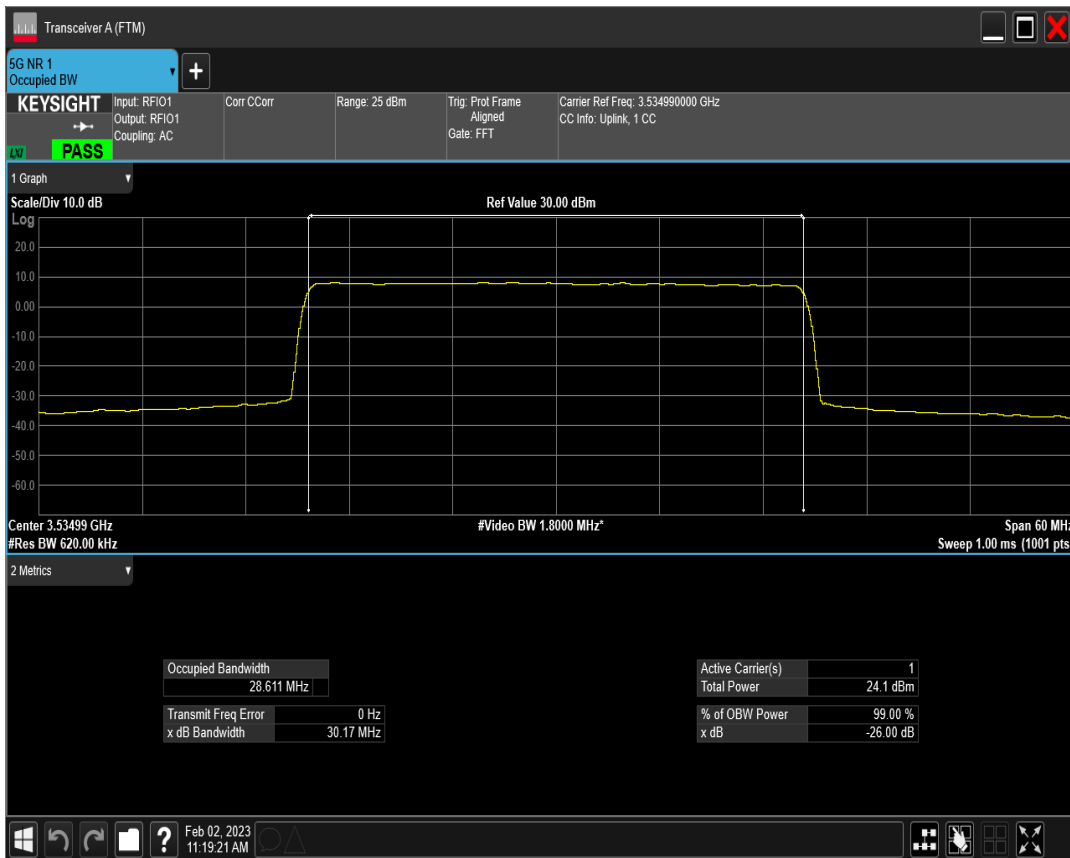 Transceiver A (FTM)
5G NR 1
Occupied BW
+
KEYSIGHT
LXI
PASS
Input: RFIO1
Output: RFIO1
Coupling: AC
Corr CCorr
Range: 25 dBm
Trig: Prot Frame
Aligned
Gate: FFT
Carrier Ref Freq: 3.534990000 GHz
CC Info: Uplink, 1 CC
1 Graph
Scale/Div 10.0 dB
Ref Value 30.00 dBm
Log
20.0
10.0
0.00
-10.0
-20.0
-30.0
-40.0
-50.0
-60.0
Center 3.53499 GHz
#Video BW 1.8000 MHz*
Span 60 MHz
#Res BW 620.00 kHz
Sweep 1.00 ms (1001 pts
2 Metrics
Occupied Bandwidth
28.611 MHz
Transmit Freq Error 0 Hz
x dB Bandwidth 30.17 MHz
Active Carrier(s) 1
Total Power 24.1 dBm
% of OBW Power 99.00 %
x dB -26.00 dB
?
Feb 02, 2023
11:19:21 AM